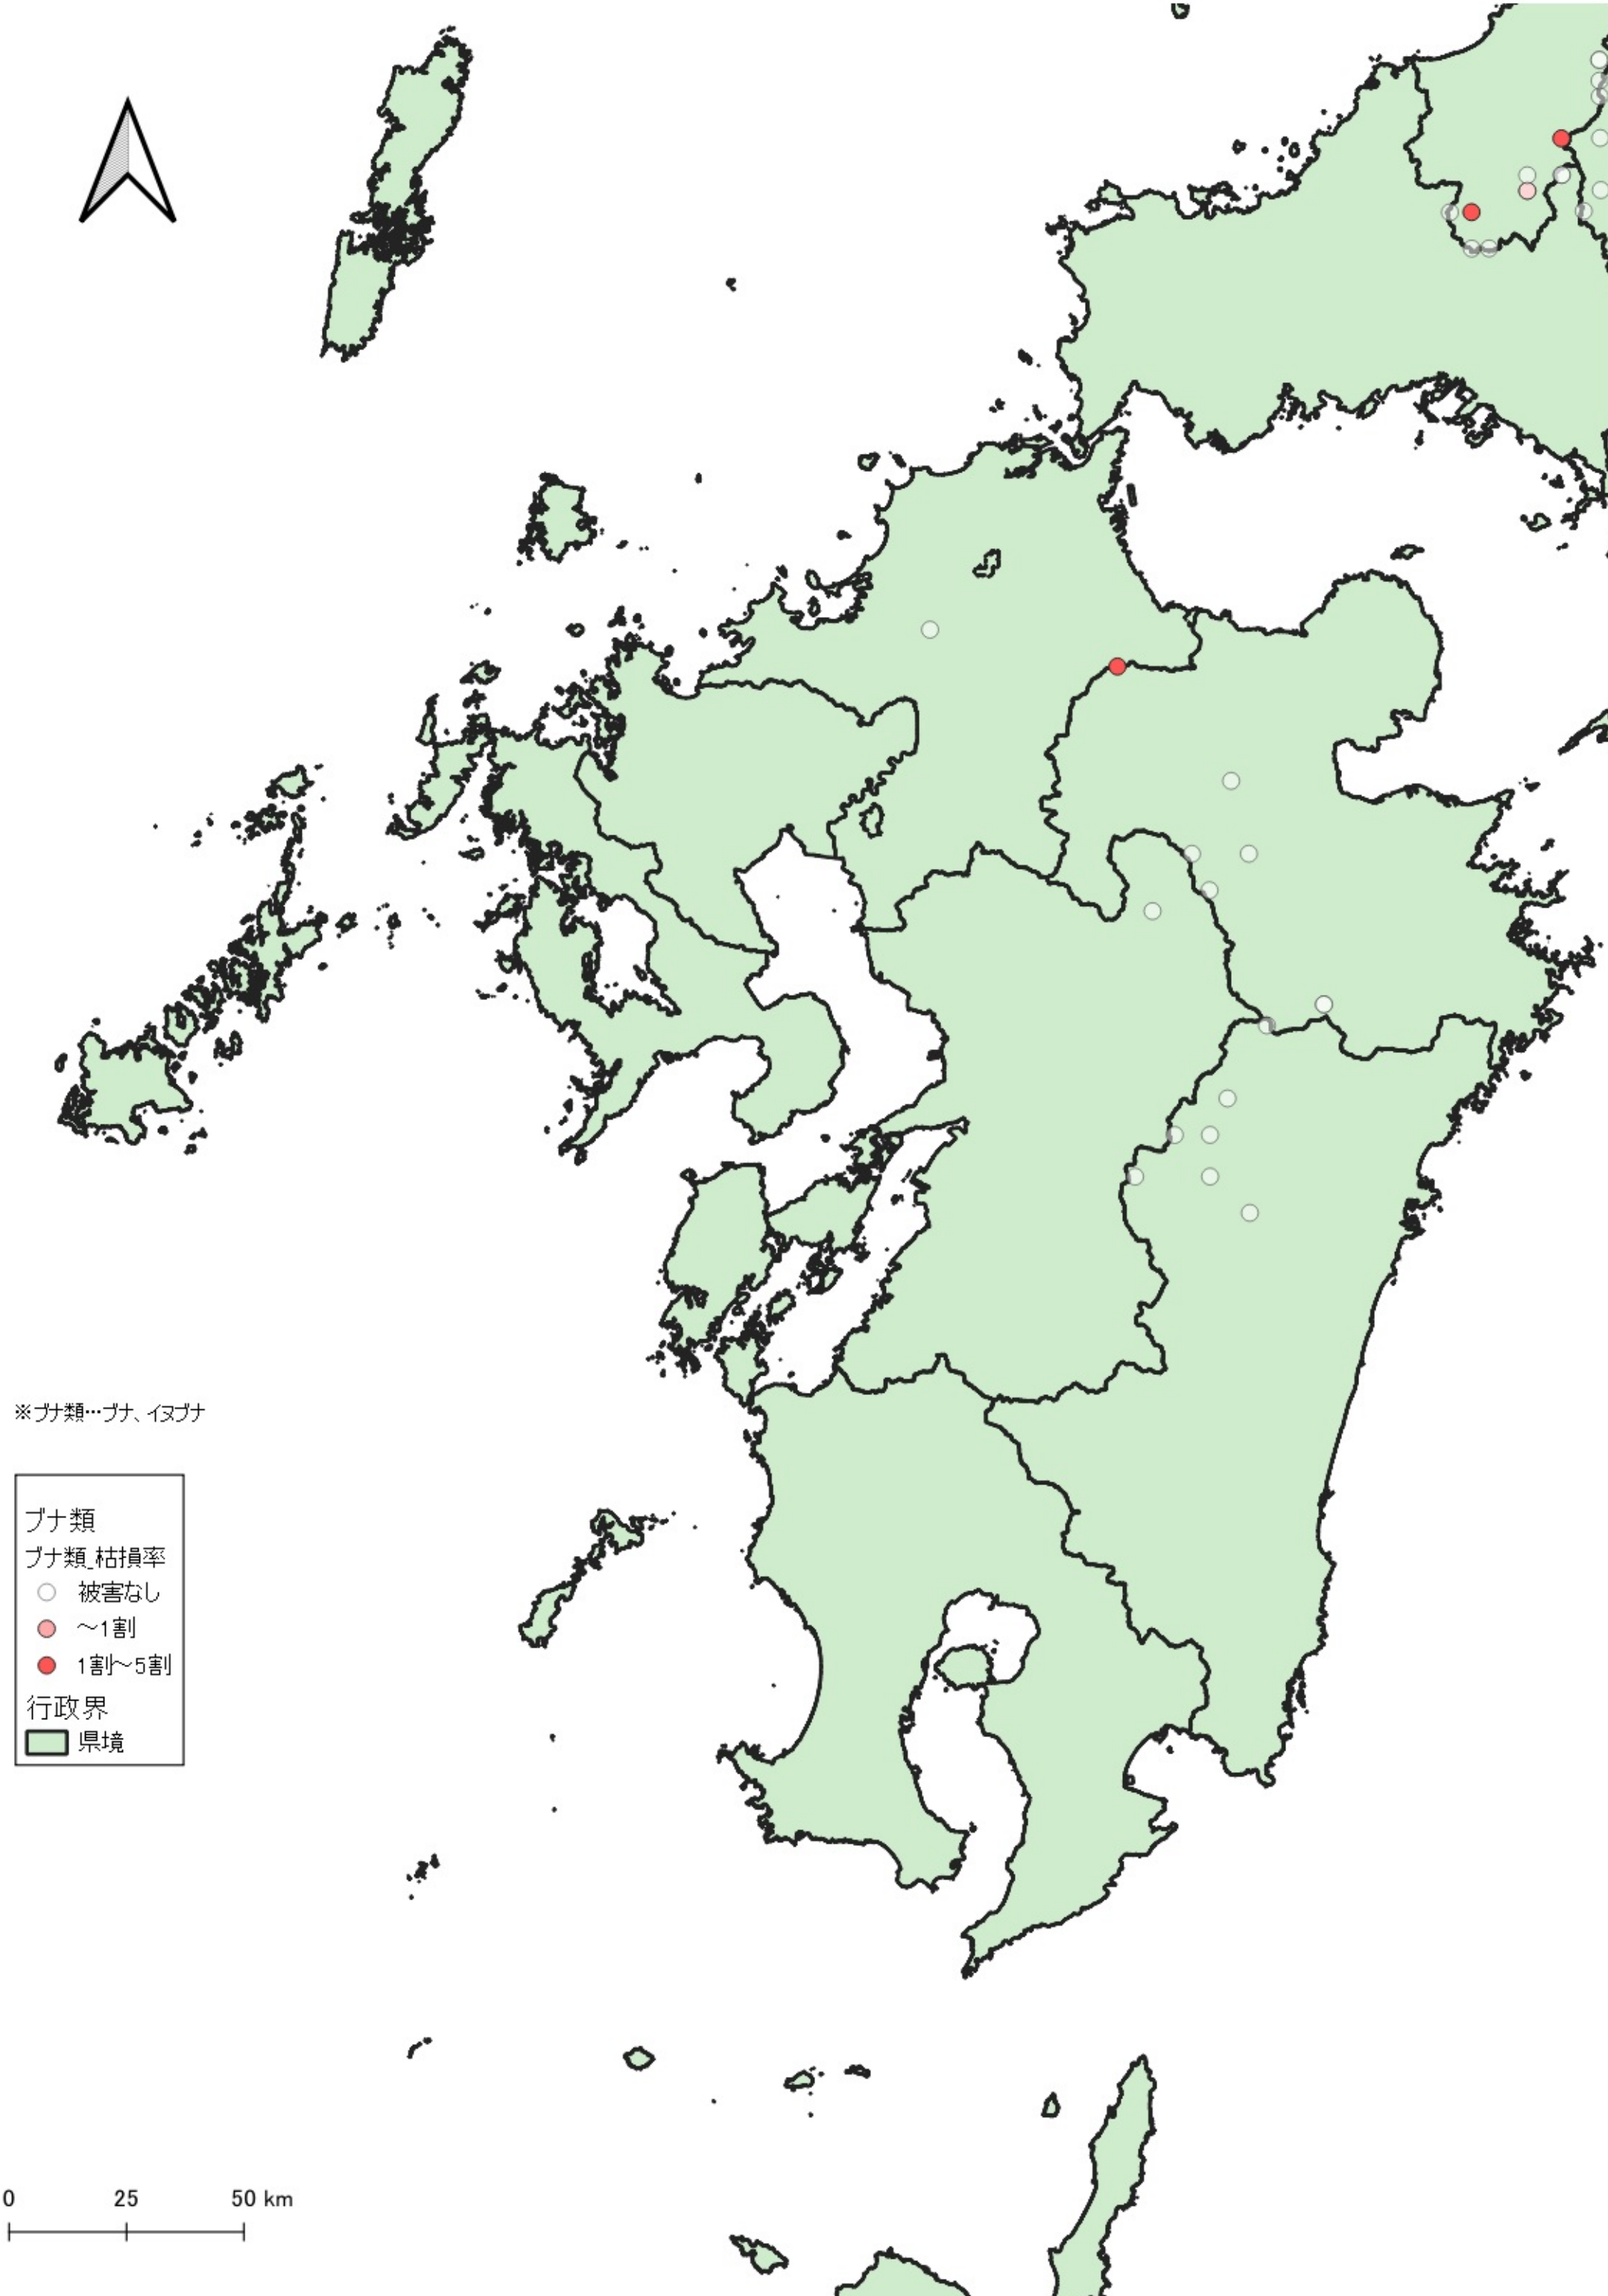 ※ブナ類…ブナ、イヌブナ
ブナ類
ブナ類_枯損率
被害なし
～1割
1割～5割
行政界
県境
0 25 50 km